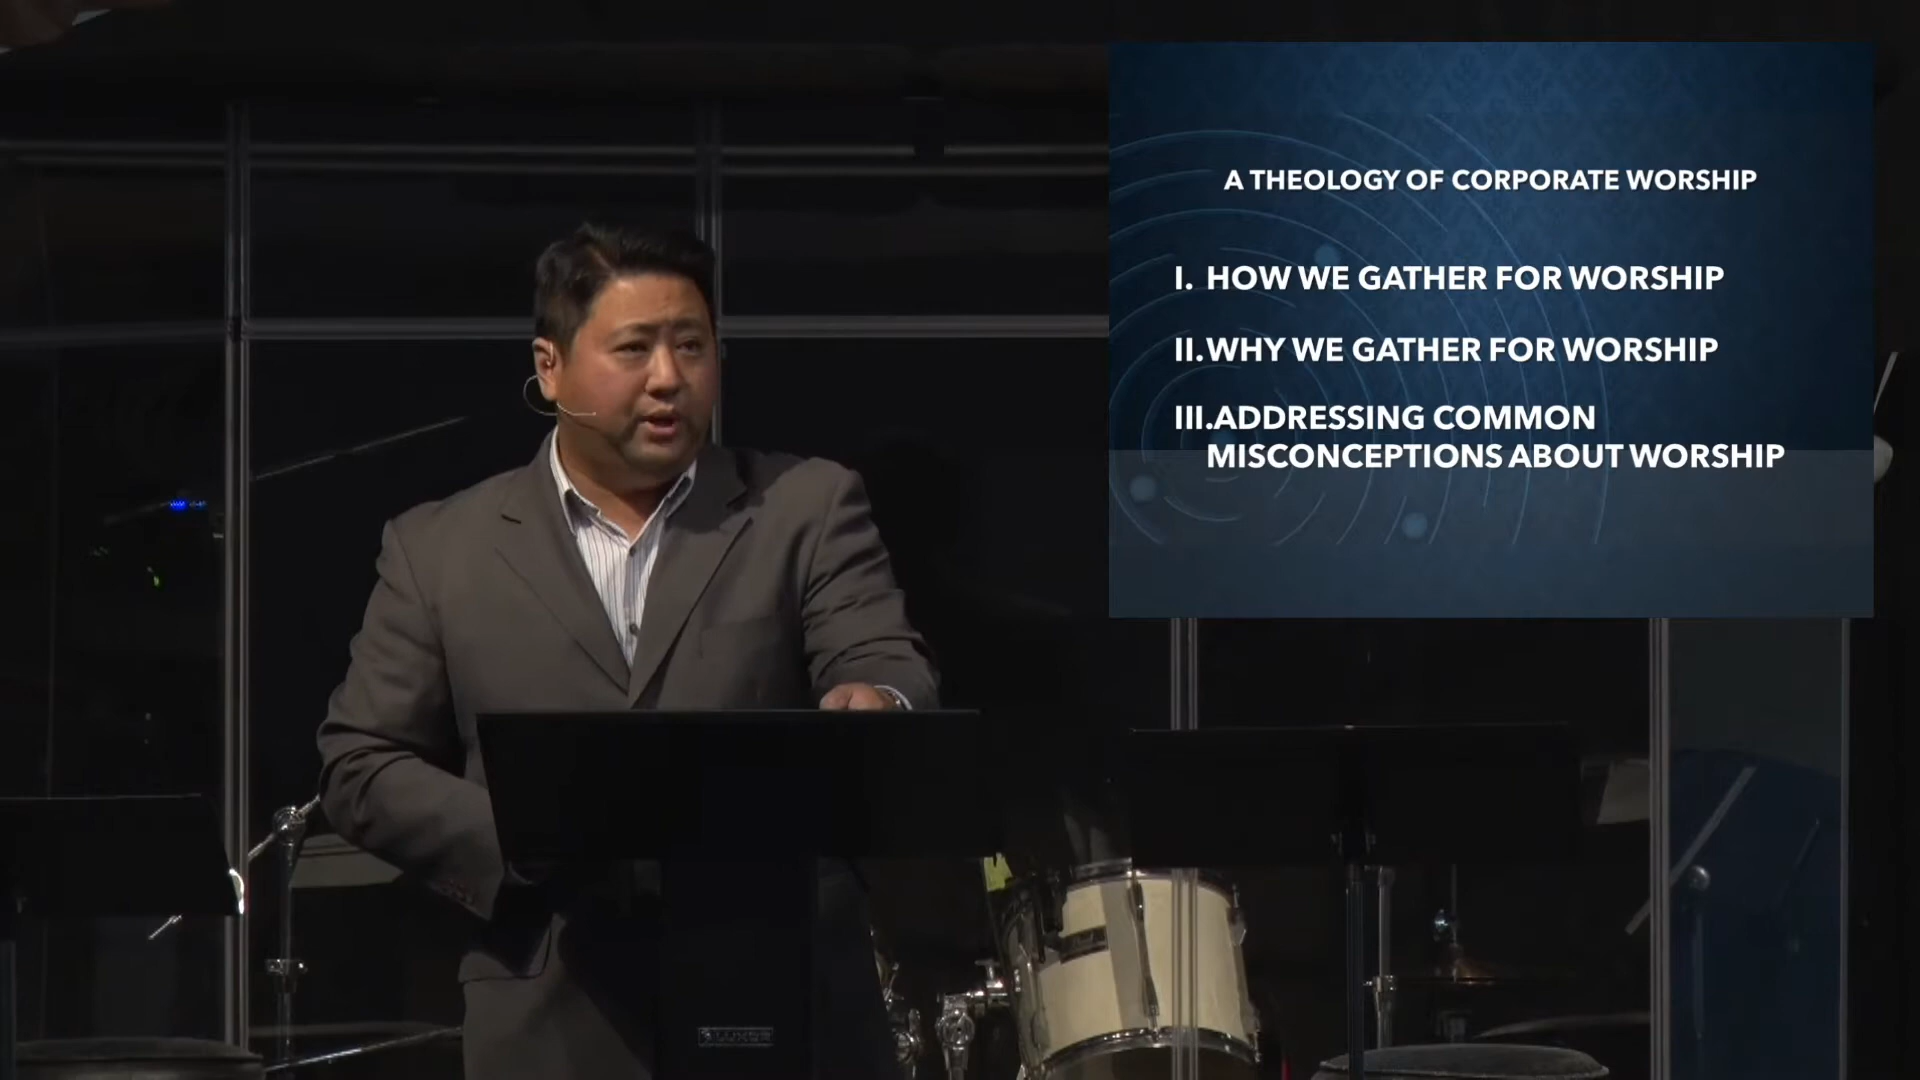 A THEOLOGY OF CORPORATE WORSHIP
I. HOW WE GATHER FOR WORSHIP
II. WHY WE GATHER FOR WORSHIP
III. ADDRESSING COMMON
MISCONCEPTIONS ABOUT WORSHIP
LUXOR